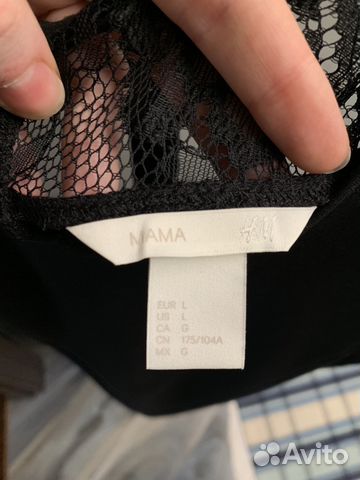 MAMA H&M
EUR L
US L
CA G
CN 175/104A
MX G
Avito